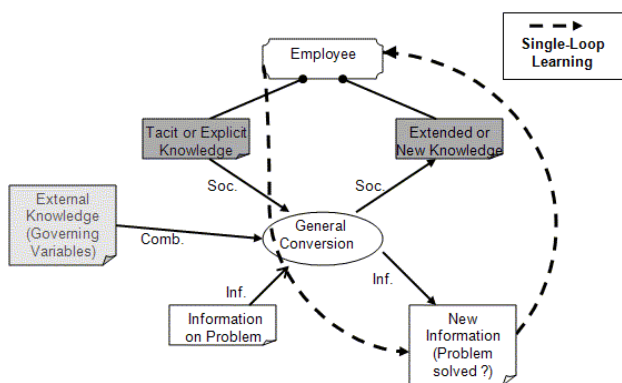 Employee
Single-Loop
Learning
Tacit or Explicit
Knowledge
Extended or
New Knowledge
Soc.
Soc.
External
Knowledge
(Governing
Variables)
Comb.
General
Conversion
Inf.
Inf.
Information
on Problem
New
Information
(Problem
solved ?)